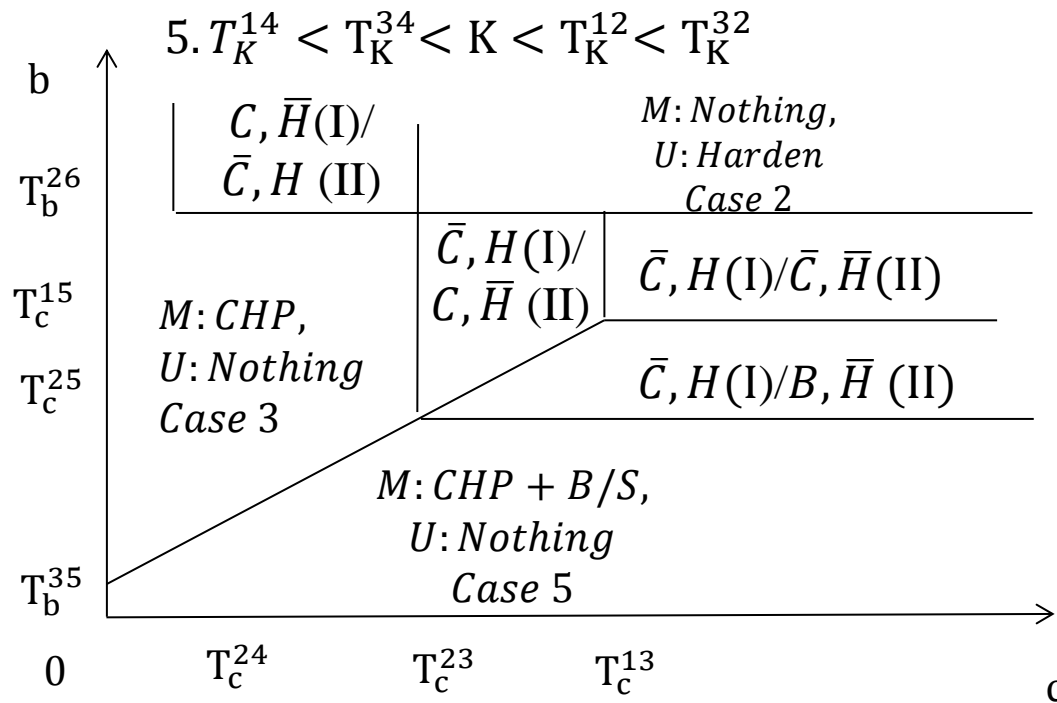 5. T_K^{14} < T_K^{34} < K < T_K^{12} < T_K^{32}
b
C, H̅(I)/
C̅, H (II)
M: Nothing,
U: Harden
Case 2
T_b^{26}
C̅, H(I)/
C, H̅ (II)
C̅, H(I)/C̅, H̅(II)
T_c^{15}
M: CHP,
U: Nothing
Case 3
T_c^{25}
C̅, H(I)/B, H̅ (II)
M: CHP + B/S,
U: Nothing
Case 5
T_b^{35}
0
T_c^{24}
T_c^{23}
T_c^{13}